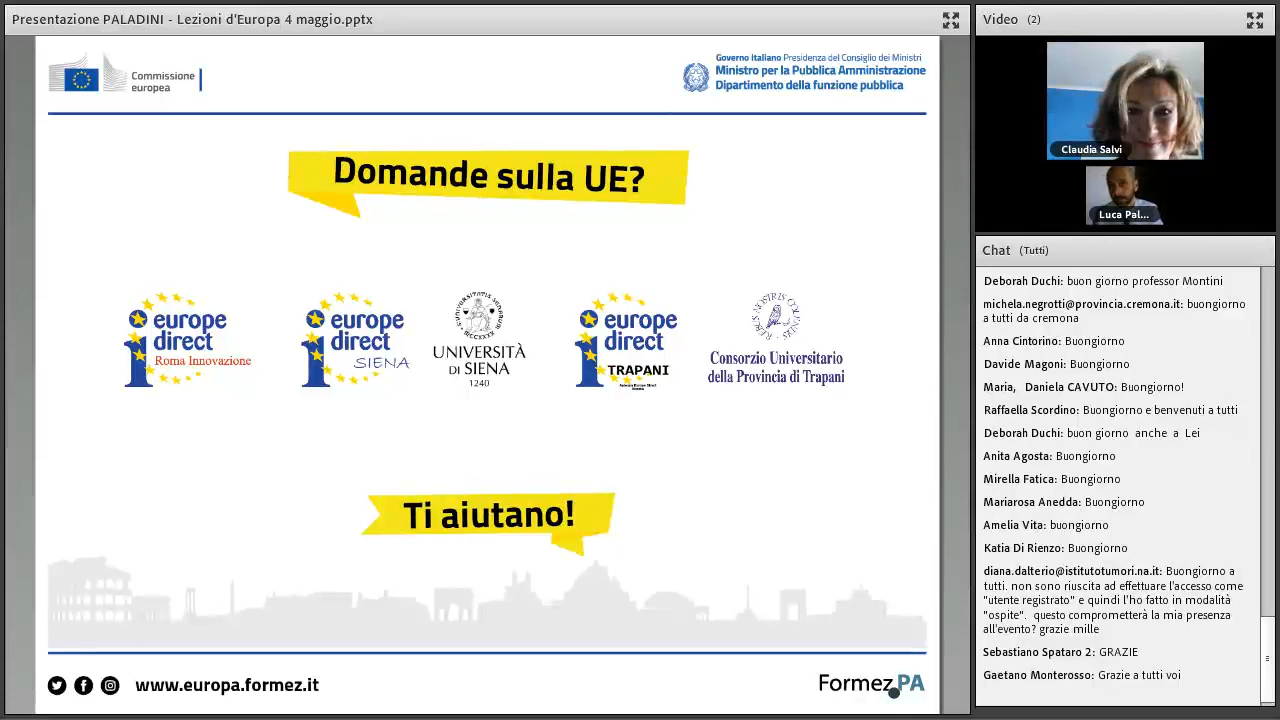 Presentazione PALADINI - Lezioni d'Europa 4 maggio.pptx
Commissione
europea
Governo Italiano Presidenza del Consiglio dei Ministri
Ministro per la Pubblica Amministrazione
Dipartimento della funzione pubblica
Domande sulla UE?
europe
direct
Roma Innovazione
europe
direct
SIENA
UNIVERSITÀ
DI SIENA
1240
europe
direct
TRAPANI
Consorzio Universitario
della Provincia di Trapani
Ti aiutano!
www.europa.formez.it
Formez PA
Video (2)
Claudia Salvi
Luca Pal...
Chat (Tutti)
Deborah Duchi: buon giorno professor Montini
michela.negrotti@provincia.cremona.it: buongiorno
a tutti da cremona
Anna Cintorino: Buongiorno
Davide Magoni: Buongiorno
Maria, Daniela CAVUTO: Buongiorno!
Raffaella Scordino: Buongiorno e benvenuti a tutti
Deborah Duchi: buon giorno anche a Lei
Anita Agosta: Buongiorno
Mirella Fatica: Buongiorno
Mariarosa Anedda: Buongiorno
Amelia Vita: buongiorno
Katia Di Rienzo: Buongiorno
diana.dalterio@istitutotumori.na.it: Buongiorno a
tutti. non sono riuscita ad effettuare l'accesso come
"utente registrato" e quindi l'ho fatto in modalità
"ospite". questo comprometterà la mia presenza
all'evento? grazie mille
Sebastiano Spataro 2: GRAZIE
Gaetano Monterosso: Grazie a tutti voi